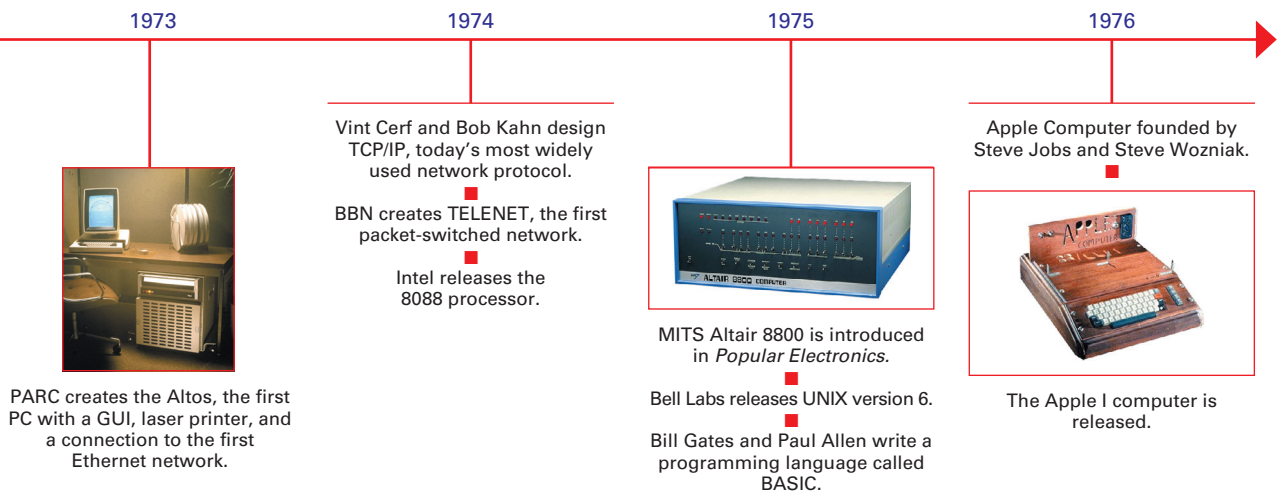 1973
PARC creates the Altos, the first
PC with a GUI, laser printer, and
a connection to the first
Ethernet network.
1974
Vint Cerf and Bob Kahn design
TCP/IP, today's most widely
used network protocol.
BBN creates TELENET, the first
packet-switched network.
Intel releases the
8088 processor.
1975
ALTAIR 8800 COMPUTER
MITS Altair 8800 is introduced
in Popular Electronics.
Bell Labs releases UNIX version 6.
Bill Gates and Paul Allen write a
programming language called
BASIC.
1976
Apple Computer founded by
Steve Jobs and Steve Wozniak.
APPLE
COMPUTER
The Apple I computer is
released.